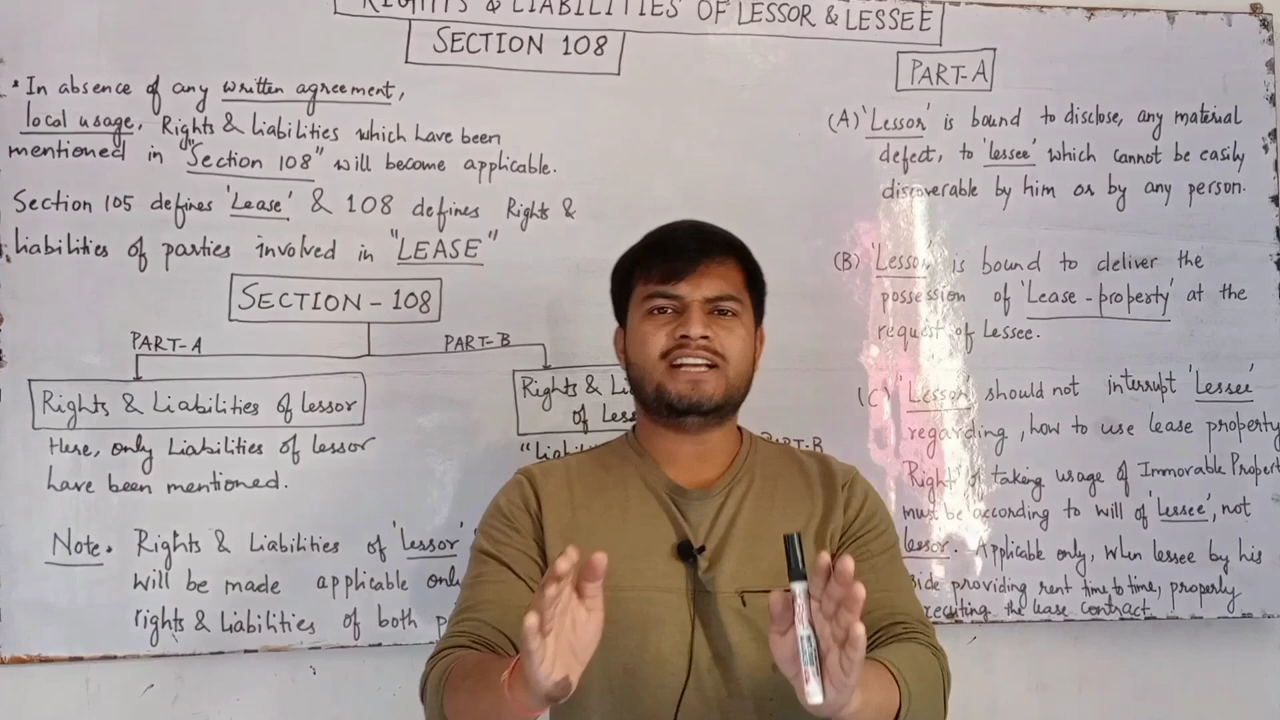 RIGHTS & LIABILITIES OF LESSOR & LESSEE
SECTION 108
In absence of any written agreement,
local usage, Rights & Liabilities which have been
mentioned in "Section 108" will become applicable.
Section 105 defines 'Lease' & 108 defines Rights &
liabilities of parties involved in "LEASE"
SECTION - 108
PART-A
PART-B
Rights & Liabilities of lessor
Here, only Liabilities of lessor
have been mentioned.
Rights & Li
of Less
PART-B
Note. Rights & Liabilities of 'lessor'
will be made applicable only
rights & Liabilities of both
PART-A
(A) 'Lessor' is bound to disclose, any material
defect, to 'lessee' which cannot be easily
discoverable by him or by any person.
(B) 'Lessor' is bound to deliver the
possession of 'Lease - property' at the
request of Lessee.
(C) 'Lessor' should not interrupt 'Lessee'
regarding, how to use lease property
Right of taking usage of Immovable Propert
must be according to will of 'Lessee', not
lessor. Applicable only, when lessee by his
side providing rent time to time, properly
executing the lease contract.